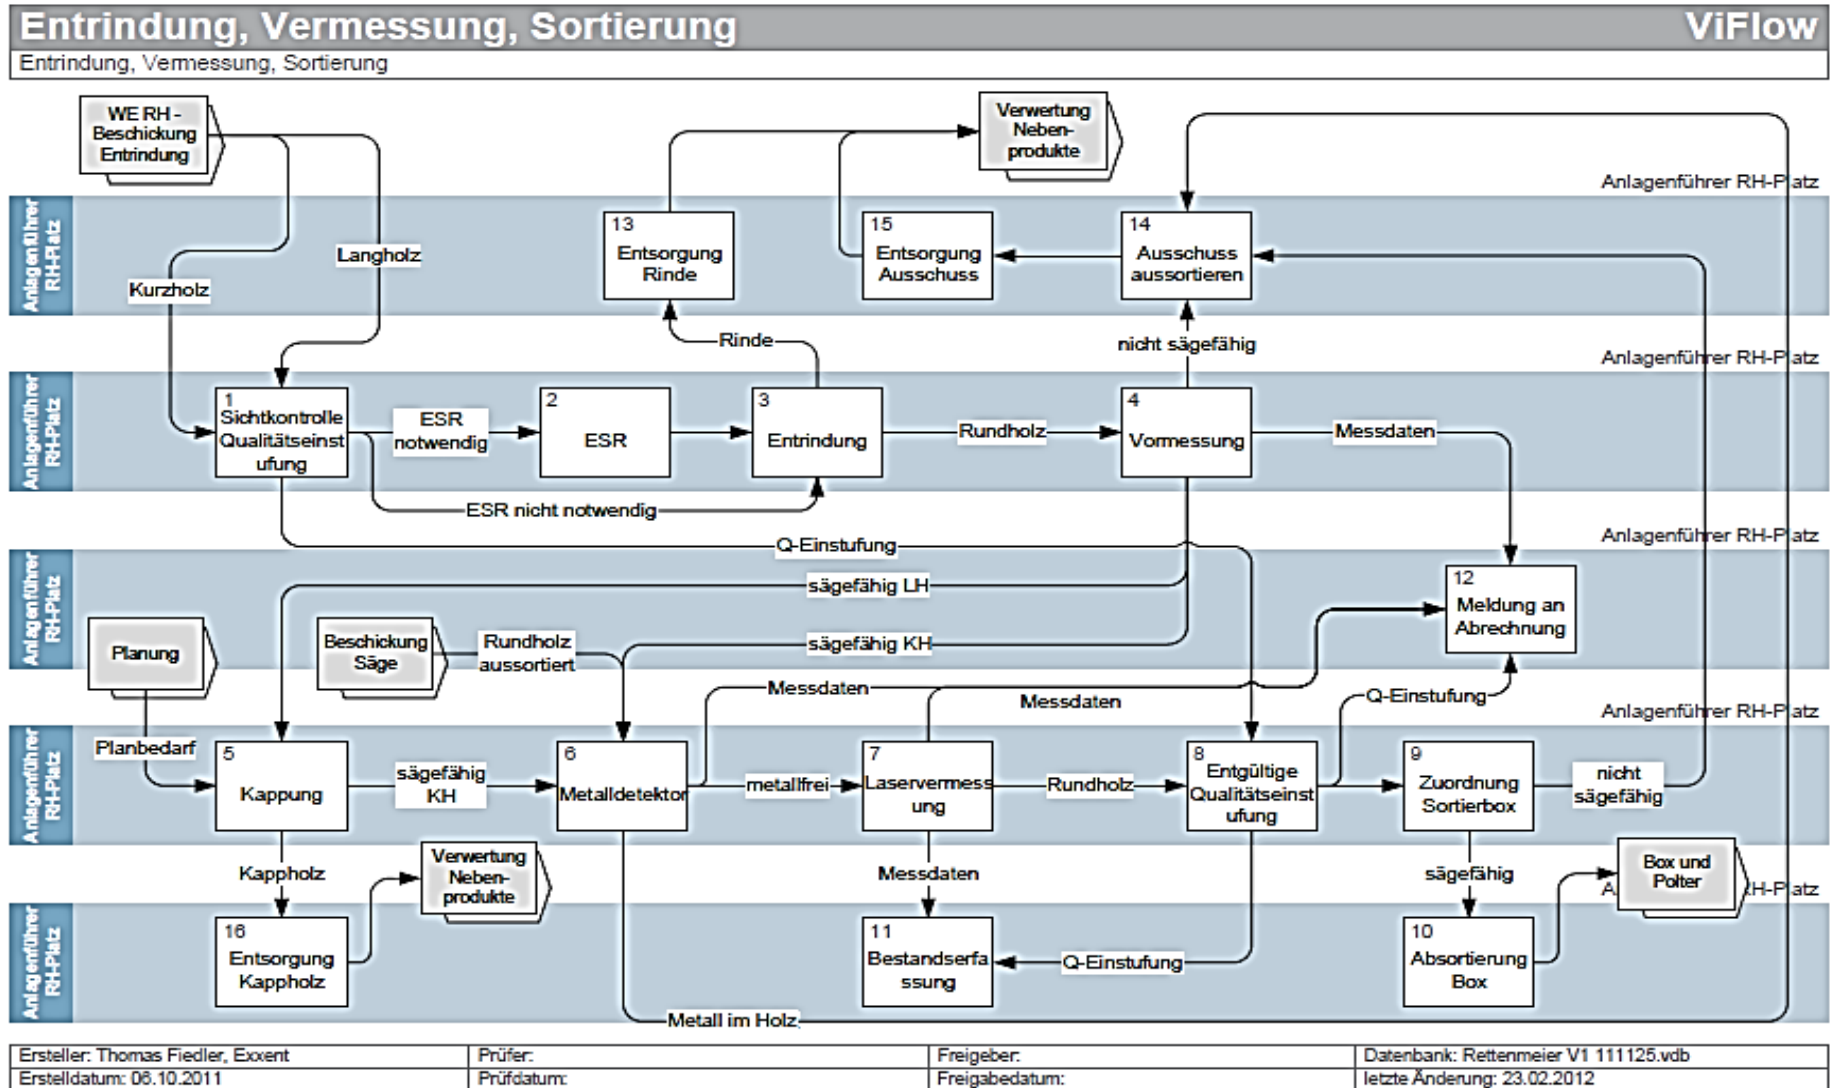 Entrindung, Vermessung, Sortierung
ViFlow
Entrindung, Vermessung, Sortierung
WE RH -
Beschickung
Entrindung
Verwertung
Neben-
produkte
Anlagenführer RH-Platz
Anlagenführer
RH-Platz
13
Entsorgung
Rinde
15
Entsorgung
Ausschuss
14
Ausschuss
aussortieren
Langholz
Kurzholz
Rinde
nicht sägefähig
Anlagenführer RH-Platz
Anlagenführer
RH-Platz
1
Sichtkontrolle
Qualitätseinst
ufung
ESR
notwendig
2
ESR
3
Entrindung
Rundholz
4
Vormessung
Messdaten
ESR nicht notwendig
Anlagenführer RH-Platz
Anlagenführer
RH-Platz
Q-Einstufung
sägefähig LH
12
Meldung an
Abrechnung
Planung
Beschickung
Säge
Rundholz
aussortiert
sägefähig KH
Messdaten
Messdaten
Q-Einstufung
Anlagenführer RH-Platz
Anlagenführer
RH-Platz
Planbedarf
5
Kappung
sägefähig
KH
6
Metalldetektor
metallfrei
7
Laservermess
ung
Rundholz
8
Entgültige
Qualitätseinst
ufung
9
Zuordnung
Sortierbox
nicht
sägefähig
Kappholz
Verwertung
Neben-
produkte
Messdaten
sägefähig
Box und
Polter
A
RH-Platz
Anlagenführer
RH-Platz
16
Entsorgung
Kappholz
11
Bestandserfa
ssung
Q-Einstufung
10
Absortierung
Box
Metall im Holz
Ersteller: Thomas Fiedler, Exxent
Prüfer:
Freigeber:
Datenbank: Rettenmeier V1 111125.vdb
Erstelldatum: 06.10.2011
Prüfdatum:
Freigabedatum:
letzte Änderung: 23.02.2012